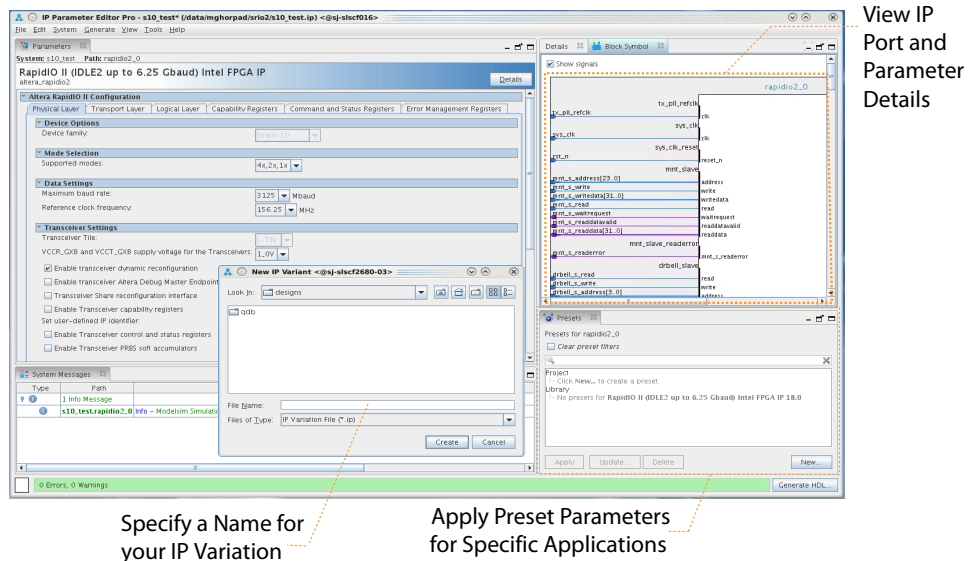 IP Parameter Editor Pro - s10_test* (/data/mghorpad/srio2/s10_test.ip) <@sj-slscf016>
File Edit System Generate View Tools Help
Parameters
System: s10_test Path: rapidio2_0
RapidIO II (IDLE2 up to 6.25 Gbaud) Intel FPGA IP
altera_rapidio2
Details
Altera RapidIO II Configuration
Physical Layer Transport Layer Logical Layer Capability Registers Command and Status Registers Error Management Registers
Device Options
Device family:
Stratix 10
Mode Selection
Supported modes:
4x,2x,1x
Data Settings
Maximum baud rate:
3125 Mbaud
Reference clock frequency:
156.25 MHz
Transceiver Settings
Transceiver Tile:
L-Tile
VCCR_GXB and VCCT_GXB supply voltage for the Transceivers:
1_0V
Enable transceiver dynamic reconfiguration
Enable transceiver Altera Debug Master Endpoint
Transceiver Share reconfiguration interface
Enable Transceiver capability registers
Set user-defined IP identifier:
Enable Transceiver control and status registers
Enable Transceiver PRBS soft accumulators
System Messages
Type Path
1 Info Message
s10_test.rapidio2_0 Info - Modelsim Simulatio
0 Errors, 0 Warnings
Generate HDL...
New IP Variant <@sj-slscf2680-03>
Look In: designs
qdb
File Name:
Files of Type: IP Variation File (*.ip)
Create Cancel
Details Block Symbol
Show signals
rapidio2_0
tx_pll_refclk
tx_pll_refclk
clk
sys_clk
sys_clk
clk
sys_clk_reset
rst_n
reset_n
mnt_slave
mnt_s_address[23..0]
address
mnt_s_write
write
mnt_s_writedata[31..0]
writedata
mnt_s_read
read
mnt_s_waitrequest
waitrequest
mnt_s_readdatavalid
readdatavalid
mnt_s_readdata[31..0]
readdata
mnt_slave_readerror
mnt_s_readerror
mnt_s_readerror
drbell_slave
drbell_s_read
read
drbell_s_write
write
drbell_s_address[3..0]
address
Presets
Presets for rapidio2_0
Clear preset filters
Project
Click New... to create a preset.
Library
No presets for RapidIO II (IDLE2 up to 6.25 Gbaud) Intel FPGA IP 18.0
Apply Update... Delete New...
View IP
Port and
Parameter
Details
Specify a Name for
your IP Variation
Apply Preset Parameters
for Specific Applications